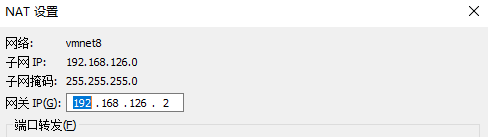 NAT 设置
网络: vmnet8
子网 IP: 192.168.126.0
子网掩码: 255.255.255.0
网关 IP(G): 192 .168 .126 . 2
端口转发(F)